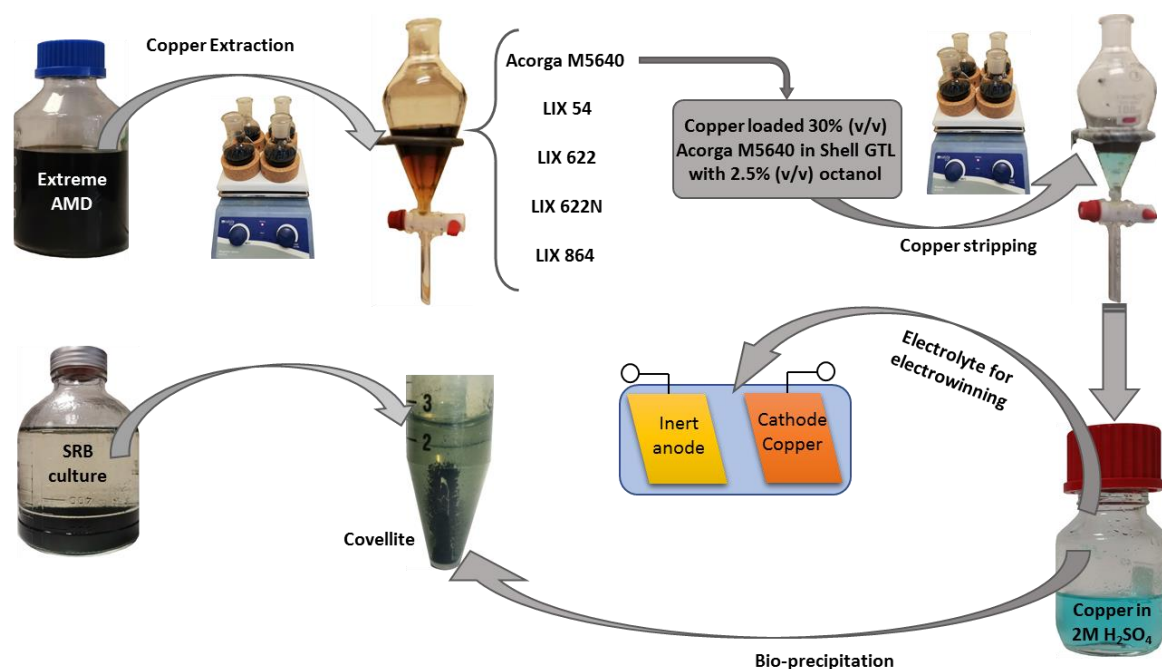 Copper Extraction
Extreme
AMD
Acorga M5640
LIX 54
LIX 622
LIX 622N
LIX 864
Copper loaded 30% (v/v)
Acorga M5640 in Shell GTL
with 2.5% (v/v) octanol
Copper stripping
Electrolyte for
electrowinning
Inert
anode
Cathode
Copper
SRB
culture
3
2
Covellite
Copper in
2M H₂SO₄
Bio-precipitation